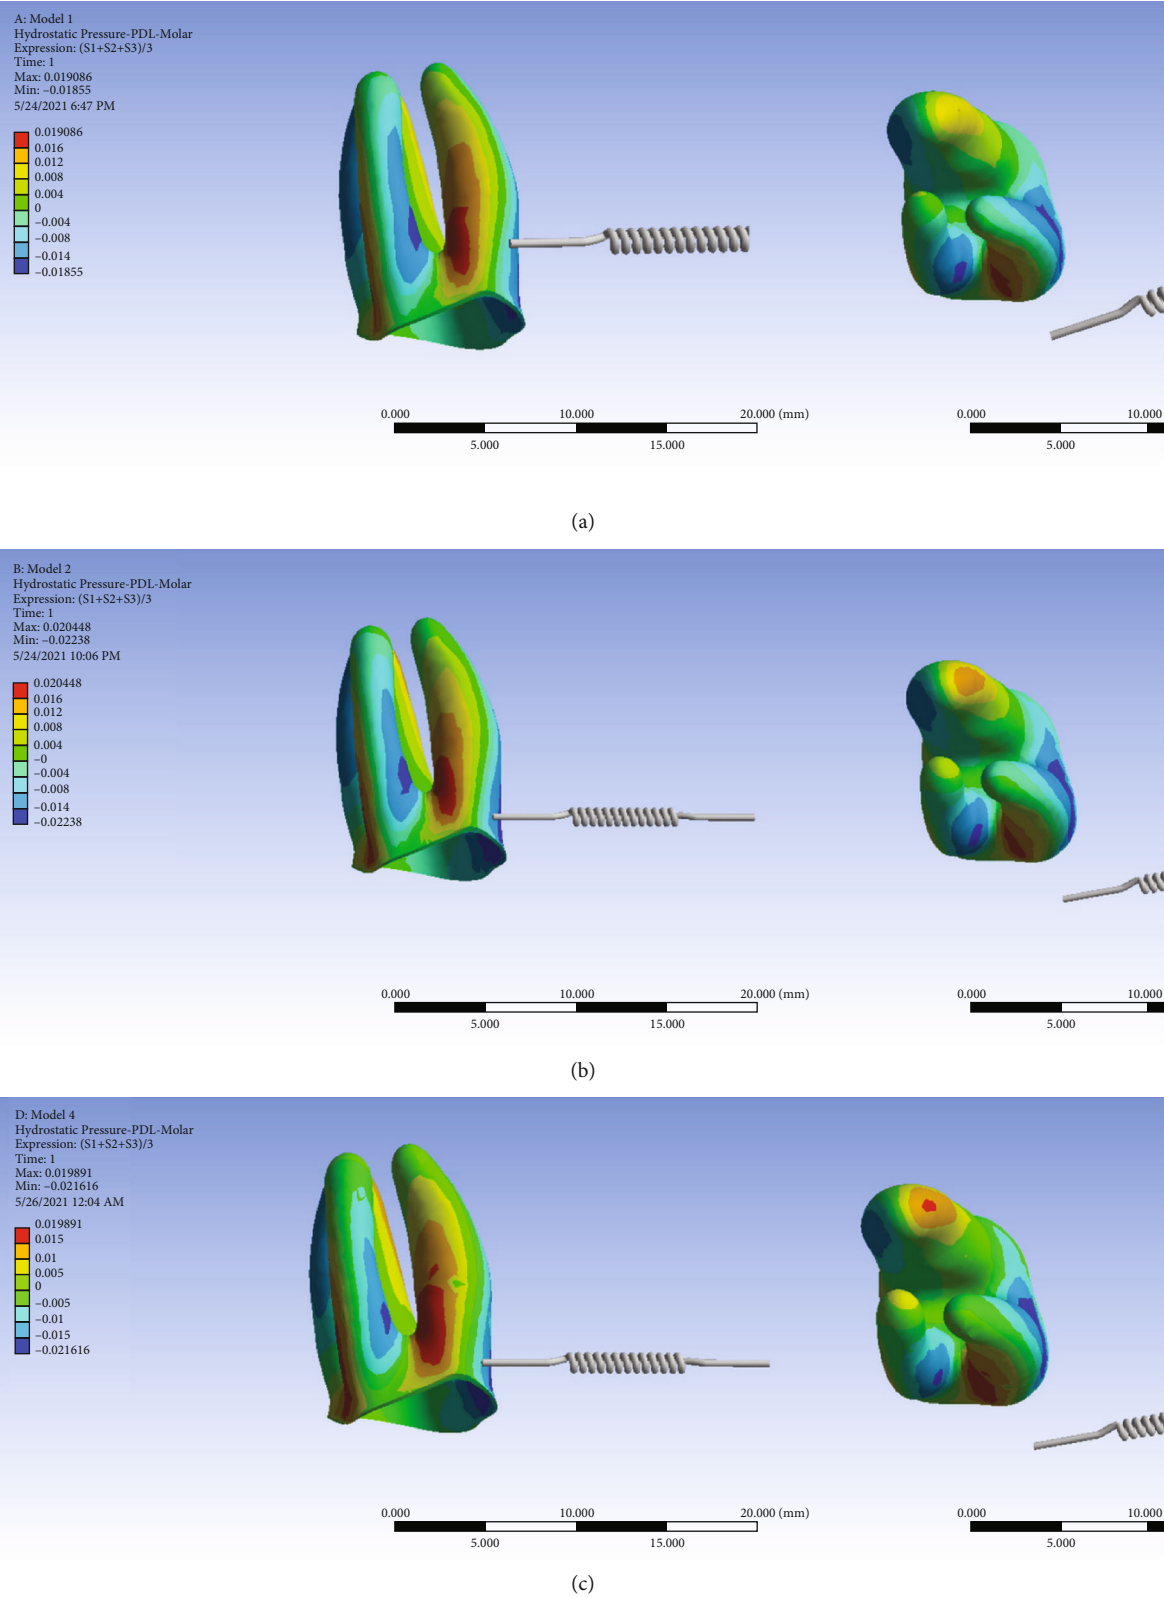 A: Model 1
Hydrostatic Pressure-PDL-Molar
Expression: (S1+S2+S3)/3
Time: 1
Max: 0.019086
Min: –0.01855
5/24/2021 6:47 PM
0.019086
0.016
0.012
0.008
0.004
0
–0.004
–0.008
–0.014
–0.01855
0.000 10.000 20.000 (mm)
5.000 15.000
0.000 10.000
5.000
(a)
B: Model 2
Hydrostatic Pressure-PDL-Molar
Expression: (S1+S2+S3)/3
Time: 1
Max: 0.020448
Min: –0.02238
5/24/2021 10:06 PM
0.020448
0.016
0.012
0.008
0.004
–0
–0.004
–0.008
–0.014
–0.02238
0.000 10.000 20.000 (mm)
5.000 15.000
0.000 10.000
5.000
(b)
D: Model 4
Hydrostatic Pressure-PDL-Molar
Expression: (S1+S2+S3)/3
Time: 1
Max: 0.019891
Min: –0.021616
5/26/2021 12:04 AM
0.019891
0.015
0.01
0.005
0
–0.005
–0.01
–0.015
–0.021616
0.000 10.000 20.000 (mm)
5.000 15.000
0.000 10.000
5.000
(c)